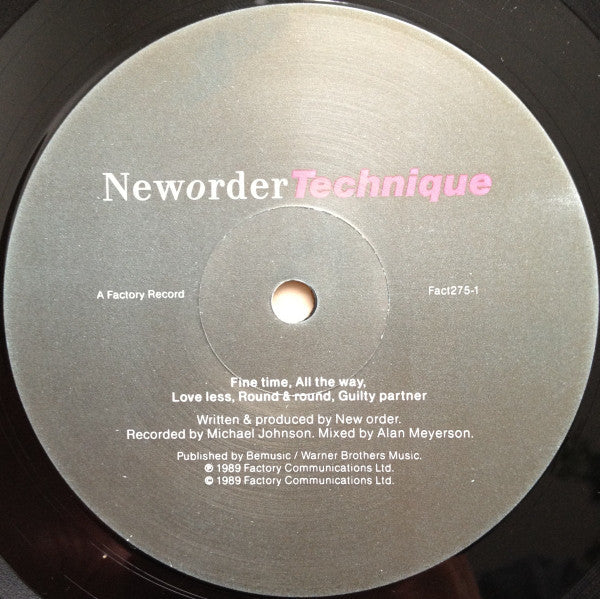 Neworder Technique
A Factory Record
Fact275-1
Fine time, All the way,
Love less, Round & round, Guilty partner
Written & produced by New order.
Recorded by Michael Johnson. Mixed by Alan Meyerson.
Published by Bemusic / Warner Brothers Music.
℗ 1989 Factory Communications Ltd.
© 1989 Factory Communications Ltd.